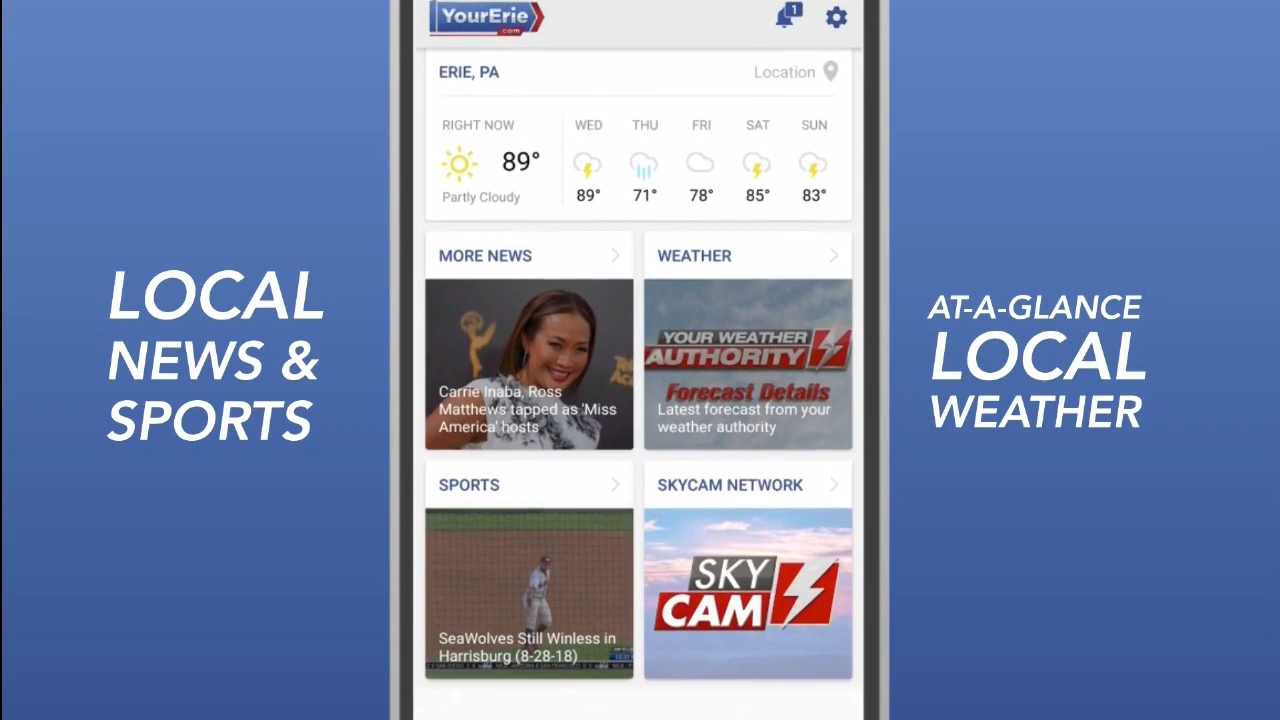 YourErie
.com
1
ERIE, PA
Location
RIGHT NOW
89°
Partly Cloudy
WED THU FRI SAT SUN
89° 71° 78° 85° 83°
LOCAL
NEWS &
SPORTS
MORE NEWS
Carrie Inaba, Ross
Matthews tapped as 'Miss
America' hosts
WEATHER
YOUR WEATHER
AUTHORITY
Forecast Details
Latest forecast from your
weather authority
SPORTS
SeaWolves Still Winless in
Harrisburg (8-28-18)
SKYCAM NETWORK
SKY
CAM
AT-A-GLANCE
LOCAL
WEATHER